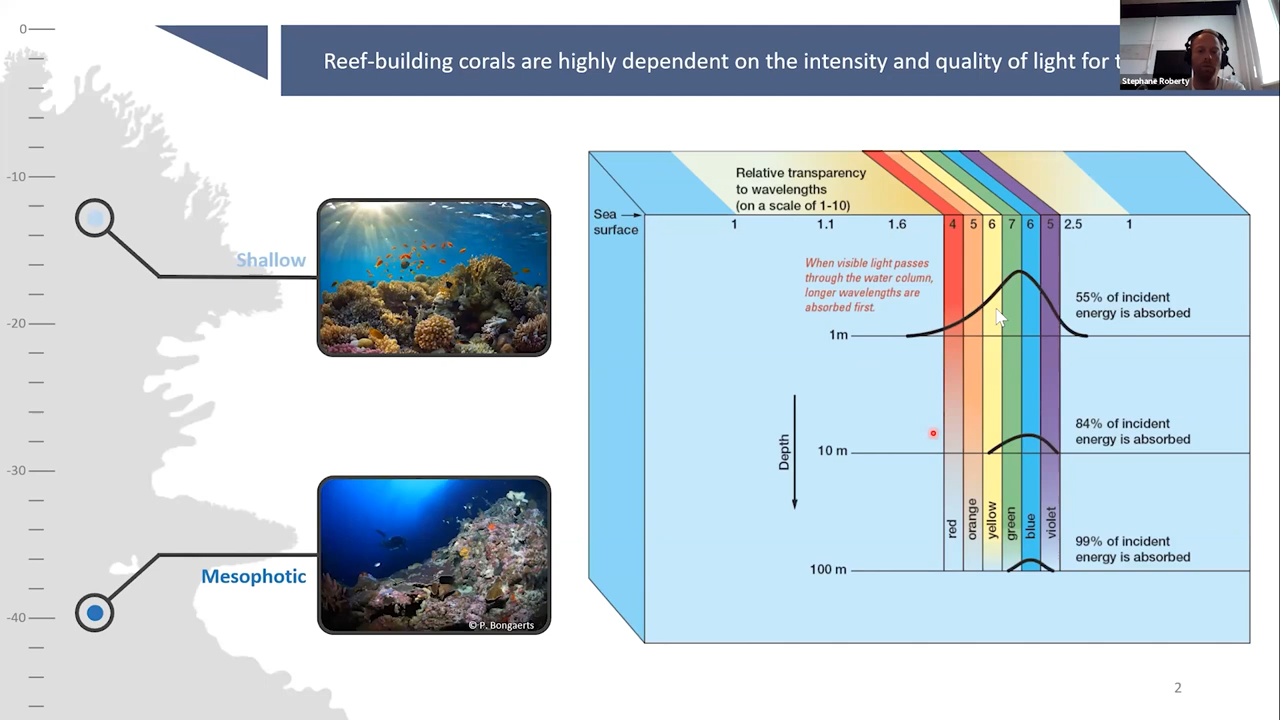 Reef-building corals are highly dependent on the intensity and quality of light for
Stephane Roberty
0
-10
-20
-30
-40
Shallow
Mesophotic
© P. Bongaerts
Relative transparency
to wavelengths
(on a scale of 1-10)
Sea
surface
1 1.1 1.6 4 5 6 7 6 5 2.5 1
When visible light passes
through the water column,
longer wavelengths are
absorbed first.
55% of incident
energy is absorbed
1m
Depth
84% of incident
energy is absorbed
10 m
red
orange
yellow
green
blue
violet
99% of incident
energy is absorbed
100 m
2